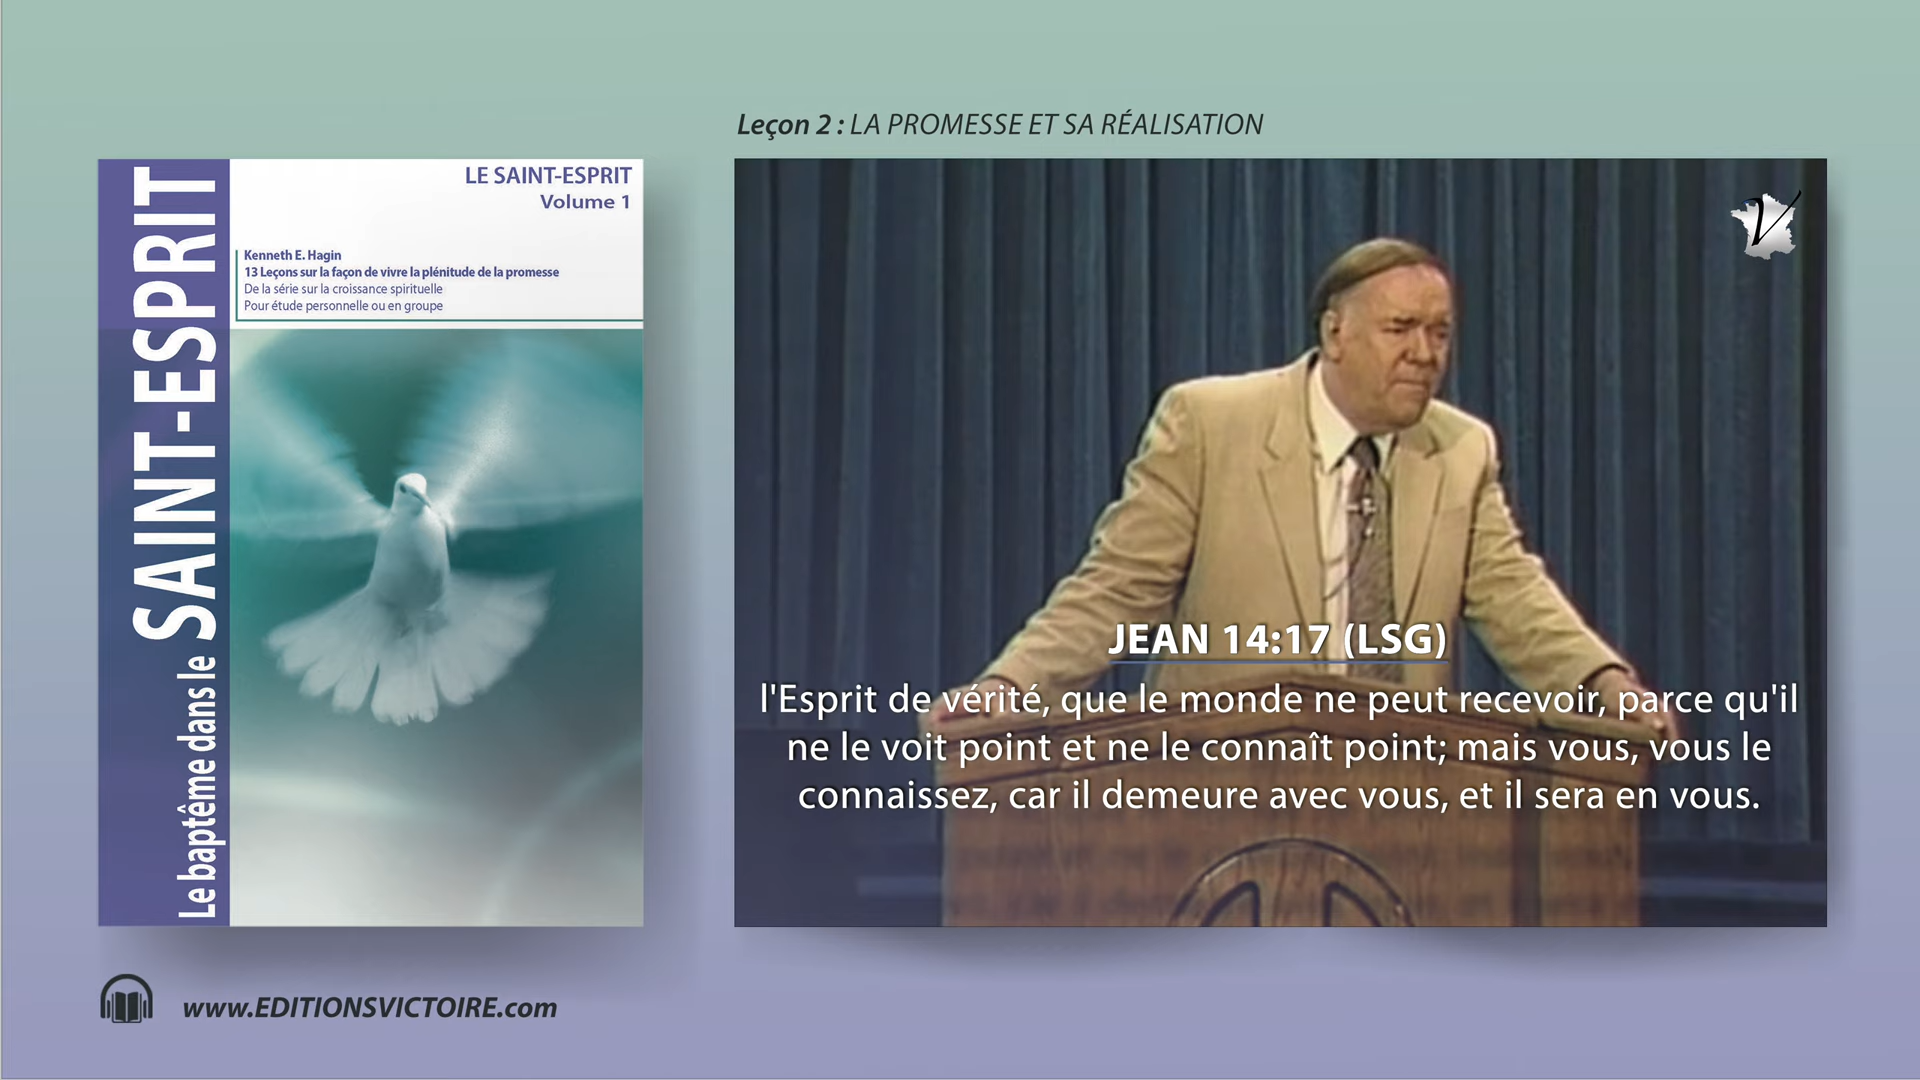 Leçon 2 : LA PROMESSE ET SA RÉALISATION
LE SAINT-ESPRIT
Volume 1
Kenneth E. Hagin
13 Leçons sur la façon de vivre la plénitude de la promesse
De la série sur la croissance spirituelle
Pour étude personnelle ou en groupe
Le baptême dans le SAINT-ESPRIT
V
JEAN 14:17 (LSG)
l'Esprit de vérité, que le monde ne peut recevoir, parce qu'il
ne le voit point et ne le connaît point; mais vous, vous le
connaissez, car il demeure avec vous, et il sera en vous.
www.EDITIONSVICTOIRE.com